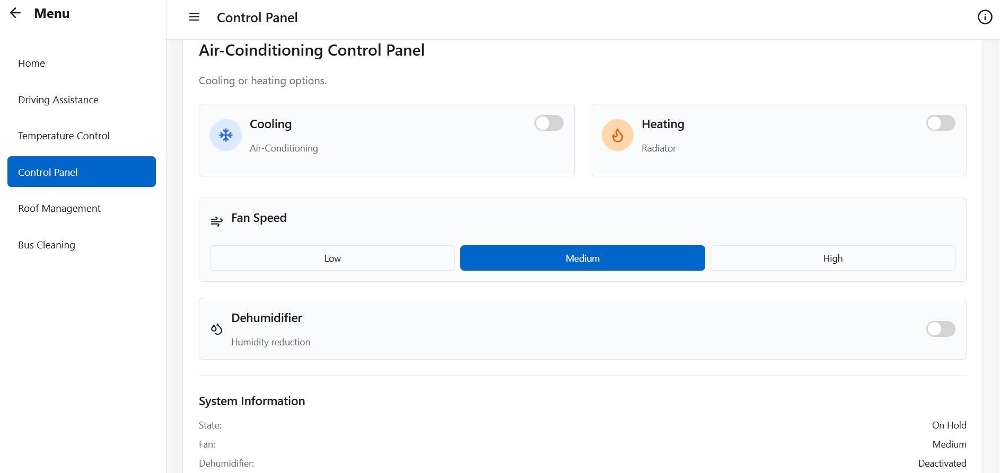 Menu
Home
Driving Assistance
Temperature Control
Control Panel
Roof Management
Bus Cleaning
Control Panel
Air-Coinditioning Control Panel
Cooling or heating options.
Cooling
Air-Conditioning
Heating
Radiator
Fan Speed
Low
Medium
High
Dehumidifier
Humidity reduction
System Information
State: On Hold
Fan: Medium
Dehumidifier: Deactivated